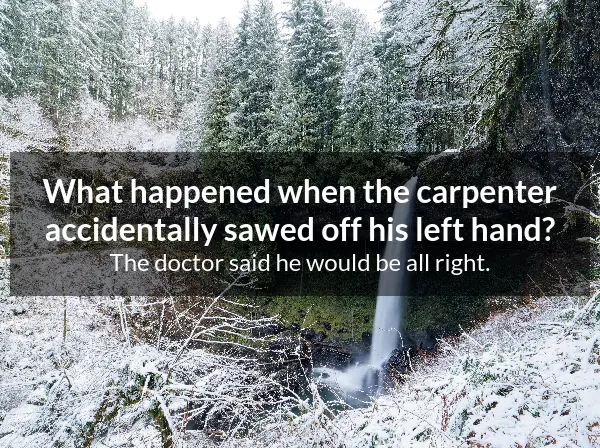 What happened when the carpenter
accidentally sawed off his left hand?
The doctor said he would be all right.